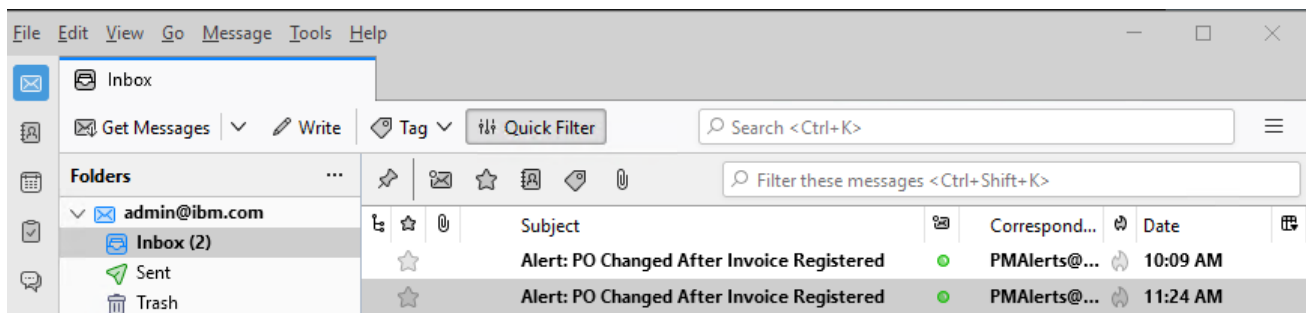 File Edit View Go Message Tools Help
Inbox
Get Messages Write Tag Quick Filter Search <Ctrl+K>
Folders ... Filter these messages <Ctrl+Shift+K>
admin@ibm.com
Subject Correspond... Date
Inbox (2)
Alert: PO Changed After Invoice Registered PMAlerts@... 10:09 AM
Sent
Alert: PO Changed After Invoice Registered PMAlerts@... 11:24 AM
Trash